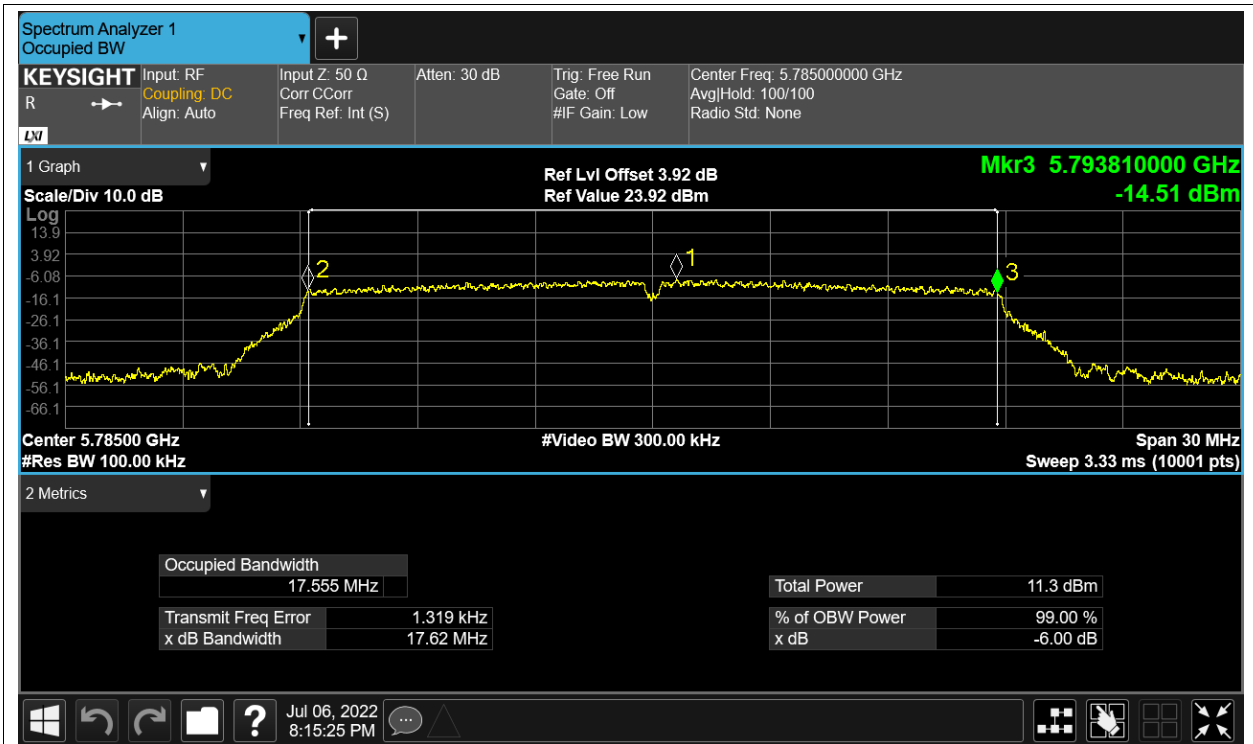 Spectrum Analyzer 1
Occupied BW
KEYSIGHT
R
LXI
Input: RF
Coupling: DC
Align: Auto
Input Z: 50 Ω
Corr CCorr
Freq Ref: Int (S)
Atten: 30 dB
Trig: Free Run
Gate: Off
#IF Gain: Low
Center Freq: 5.785000000 GHz
Avg|Hold: 100/100
Radio Std: None
1 Graph
Scale/Div 10.0 dB
Ref Lvl Offset 3.92 dB
Ref Value 23.92 dBm
Mkr3 5.793810000 GHz
-14.51 dBm
Log
13.9
3.92
-6.08
-16.1
-26.1
-36.1
-46.1
-56.1
-66.1
2
1
3
Center 5.78500 GHz
#Res BW 100.00 kHz
#Video BW 300.00 kHz
Span 30 MHz
Sweep 3.33 ms (10001 pts)
2 Metrics
Occupied Bandwidth
17.555 MHz
Transmit Freq Error 1.319 kHz
x dB Bandwidth 17.62 MHz
Total Power 11.3 dBm
% of OBW Power 99.00 %
x dB -6.00 dB
?
Jul 06, 2022
8:15:25 PM